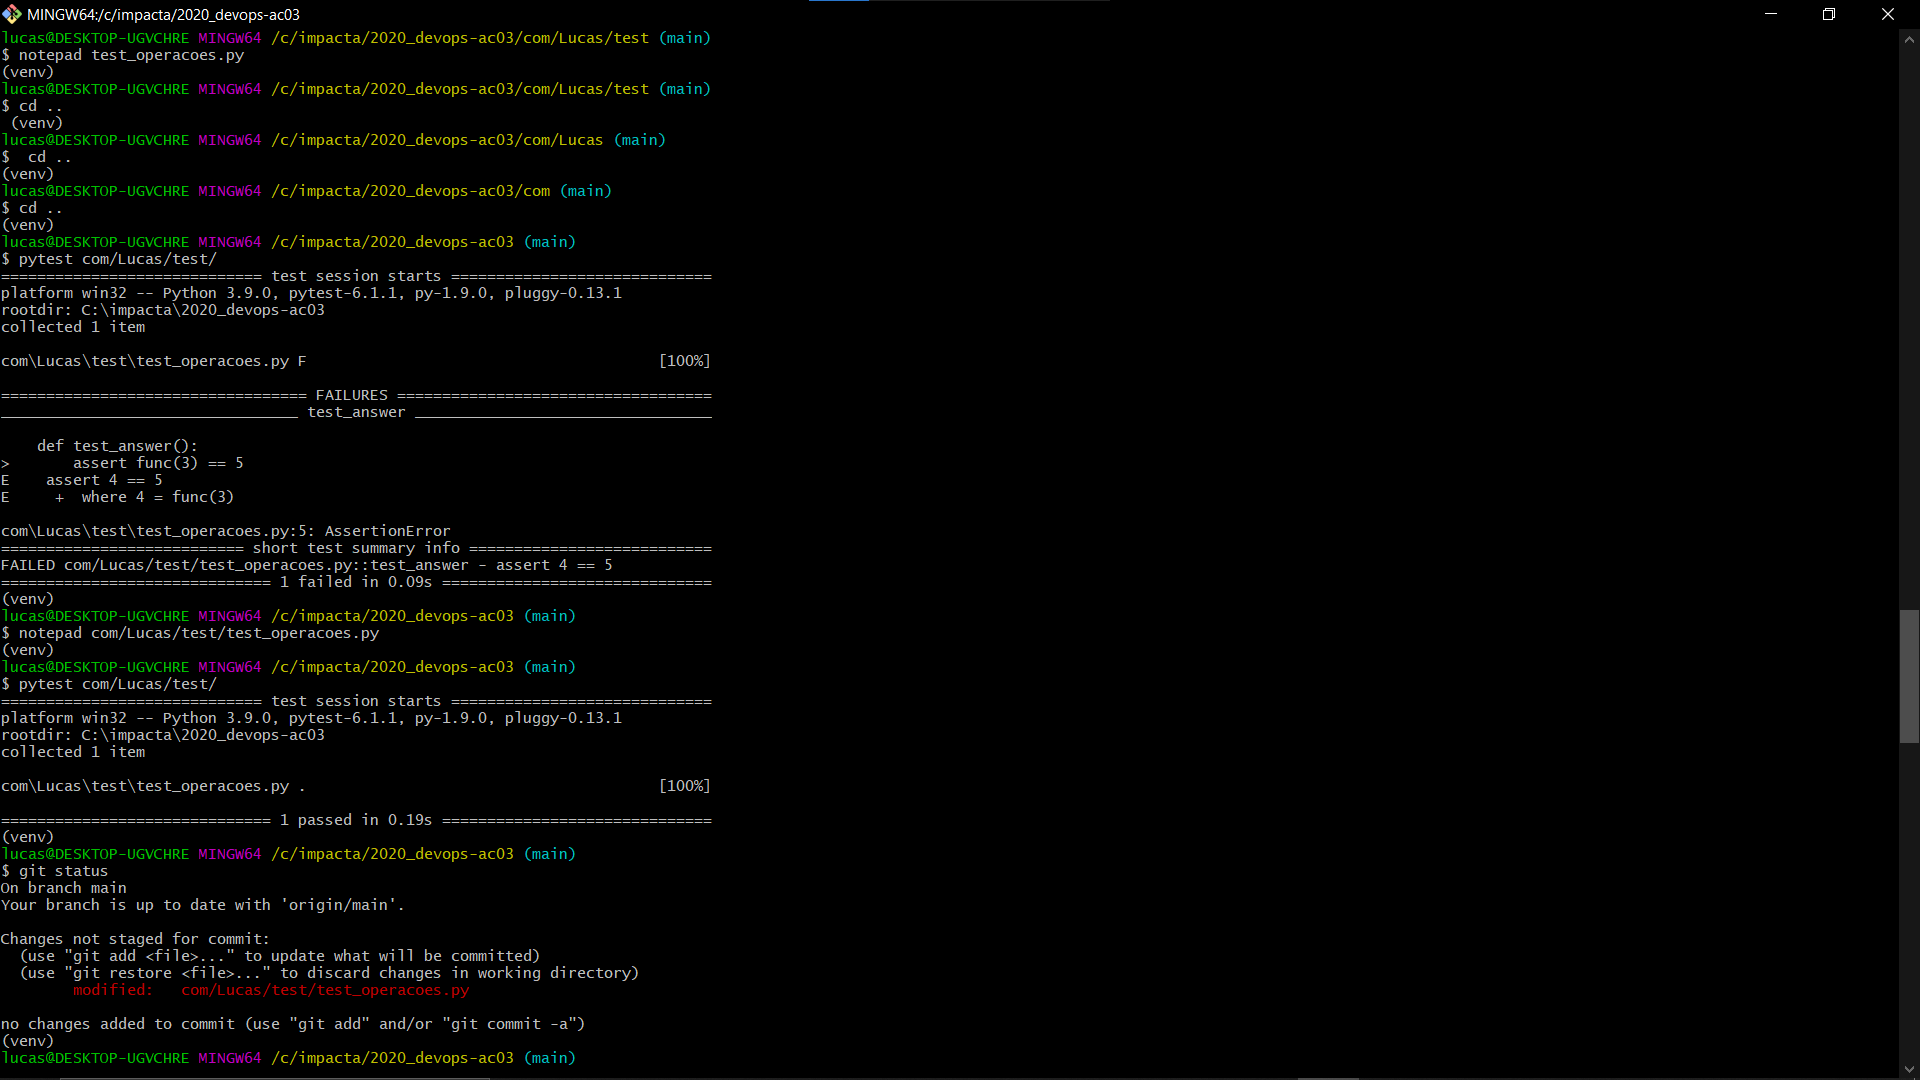 MINGW64:/c/impacta/2020_devops-ac03
lucas@DESKTOP-UGVCHRE MINGW64 /c/impacta/2020_devops-ac03/com/Lucas/test (main)
$ notepad test_operacoes.py
(venv)
lucas@DESKTOP-UGVCHRE MINGW64 /c/impacta/2020_devops-ac03/com/Lucas/test (main)
$ cd ..
 (venv)
lucas@DESKTOP-UGVCHRE MINGW64 /c/impacta/2020_devops-ac03/com/Lucas (main)
$  cd ..
(venv)
lucas@DESKTOP-UGVCHRE MINGW64 /c/impacta/2020_devops-ac03/com (main)
$ cd ..
(venv)
lucas@DESKTOP-UGVCHRE MINGW64 /c/impacta/2020_devops-ac03 (main)
$ pytest com/Lucas/test/
============================= test session starts =============================
platform win32 -- Python 3.9.0, pytest-6.1.1, py-1.9.0, pluggy-0.13.1
rootdir: C:\impacta\2020_devops-ac03
collected 1 item

com\Lucas\test\test_operacoes.py F                                       [100%]

================================== FAILURES ===================================
_________________________________ test_answer _________________________________

    def test_answer():
>       assert func(3) == 5
E    assert 4 == 5
E     +  where 4 = func(3)

com\Lucas\test\test_operacoes.py:5: AssertionError
=========================== short test summary info ===========================
FAILED com/Lucas/test/test_operacoes.py::test_answer - assert 4 == 5
============================== 1 failed in 0.09s ==============================
(venv)
lucas@DESKTOP-UGVCHRE MINGW64 /c/impacta/2020_devops-ac03 (main)
$ notepad com/Lucas/test/test_operacoes.py
(venv)
lucas@DESKTOP-UGVCHRE MINGW64 /c/impacta/2020_devops-ac03 (main)
$ pytest com/Lucas/test/
============================= test session starts =============================
platform win32 -- Python 3.9.0, pytest-6.1.1, py-1.9.0, pluggy-0.13.1
rootdir: C:\impacta\2020_devops-ac03
collected 1 item

com\Lucas\test\test_operacoes.py .                                       [100%]

============================== 1 passed in 0.19s ==============================
(venv)
lucas@DESKTOP-UGVCHRE MINGW64 /c/impacta/2020_devops-ac03 (main)
$ git status
On branch main
Your branch is up to date with 'origin/main'.

Changes not staged for commit:
  (use "git add <file>..." to update what will be committed)
  (use "git restore <file>..." to discard changes in working directory)
        modified:   com/Lucas/test/test_operacoes.py

no changes added to commit (use "git add" and/or "git commit -a")
(venv)
lucas@DESKTOP-UGVCHRE MINGW64 /c/impacta/2020_devops-ac03 (main)